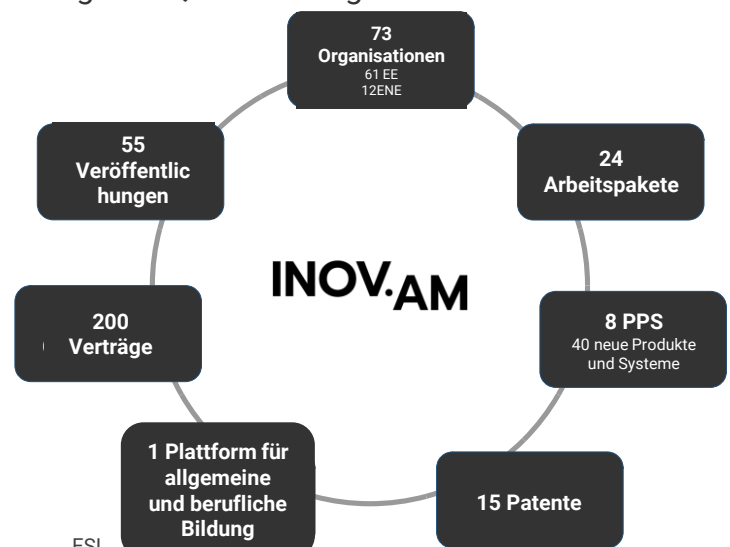 73
Organisationen
61 EE
12ENE
55
Veröffentlic
hungen
24
Arbeitspakete
INOV.AM
200
Verträge
8 PPS
40 neue Produkte
und Systeme
1 Plattform für
allgemeine
und berufliche
Bildung
15 Patente